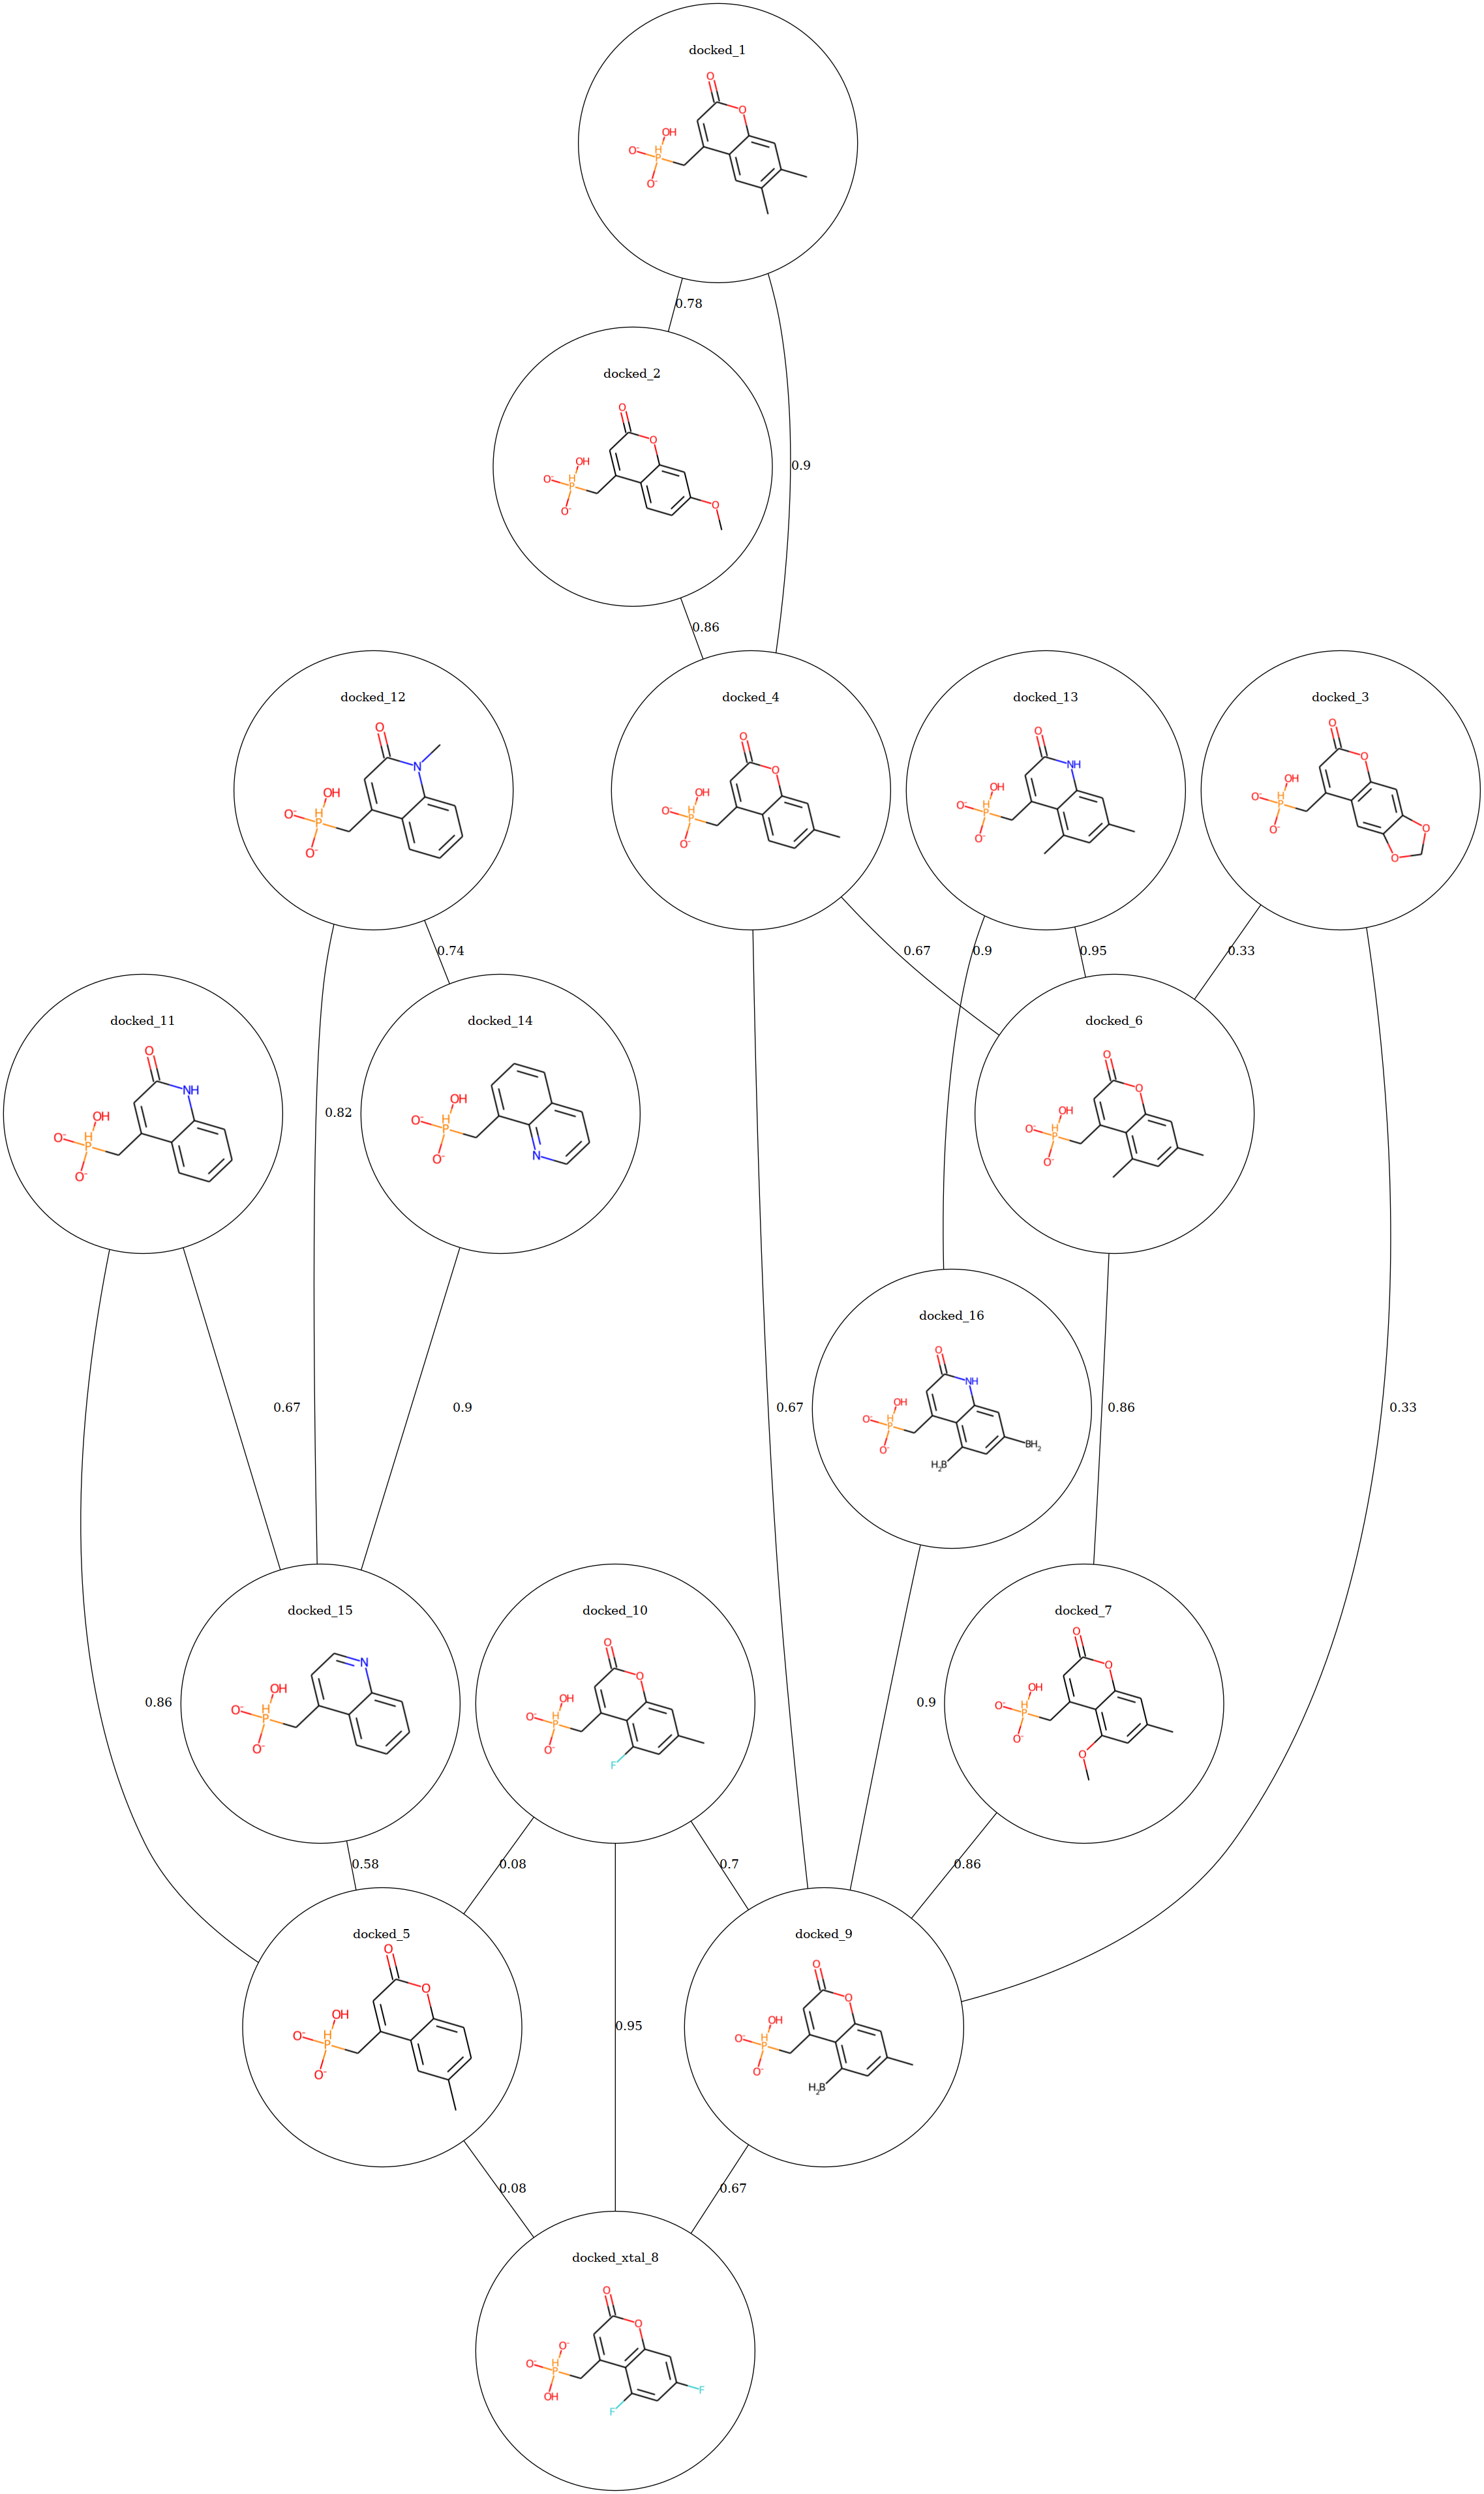 docked_1
O
O
OH
O- H
P
O-
0.78
docked_2
0.9
O
O
OH
O- H
P
O-
O
0.86
docked_12
docked_4
docked_13
docked_3
O
N
OH
O- H
P
O-
O
O
OH
O- H
P
O-
O
NH
OH
O- H
P
O-
O
O
OH
O- H
P
O-
O
O
0.74
0.67
0.9
0.95
0.33
docked_11
docked_14
docked_6
O
NH
OH
O- H
P
O-
0.82
OH
O- H
P
O-
N
O
O
OH
O- H
P
O-
docked_16
O
NH
OH
O- H
P
O-
H2B
BH2
0.67
0.9
0.67
0.86
0.33
docked_15
docked_10
docked_7
N
OH
O- H
P
O-
O
O
OH
O- H
P
O-
F
O
O
OH
O- H
P
O-
O
0.86
0.9
0.58
0.08
0.7
0.86
docked_5
docked_9
O
O
OH
O- H
P
O-
0.95
O
O
OH
O- H
P
O-
H2B
0.08
0.67
docked_xtal_8
O
O
O-
O- H
P
OH
F
F